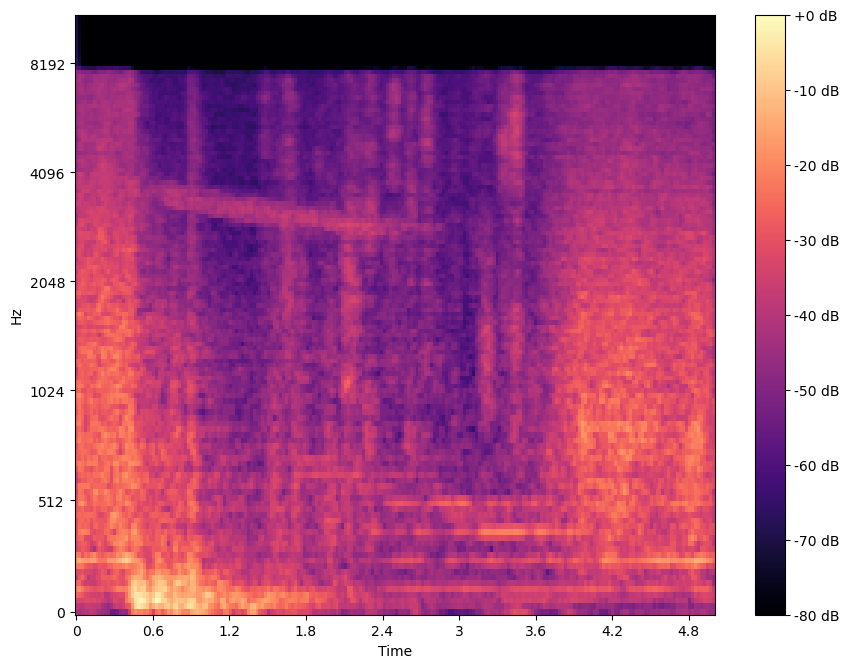 +0 dB
8192
-10 dB
4096
-20 dB
-30 dB
2048
Hz
-40 dB
1024
-50 dB
-60 dB
512
-70 dB
0
-80 dB
0 0.6 1.2 1.8 2.4 3 3.6 4.2 4.8
Time